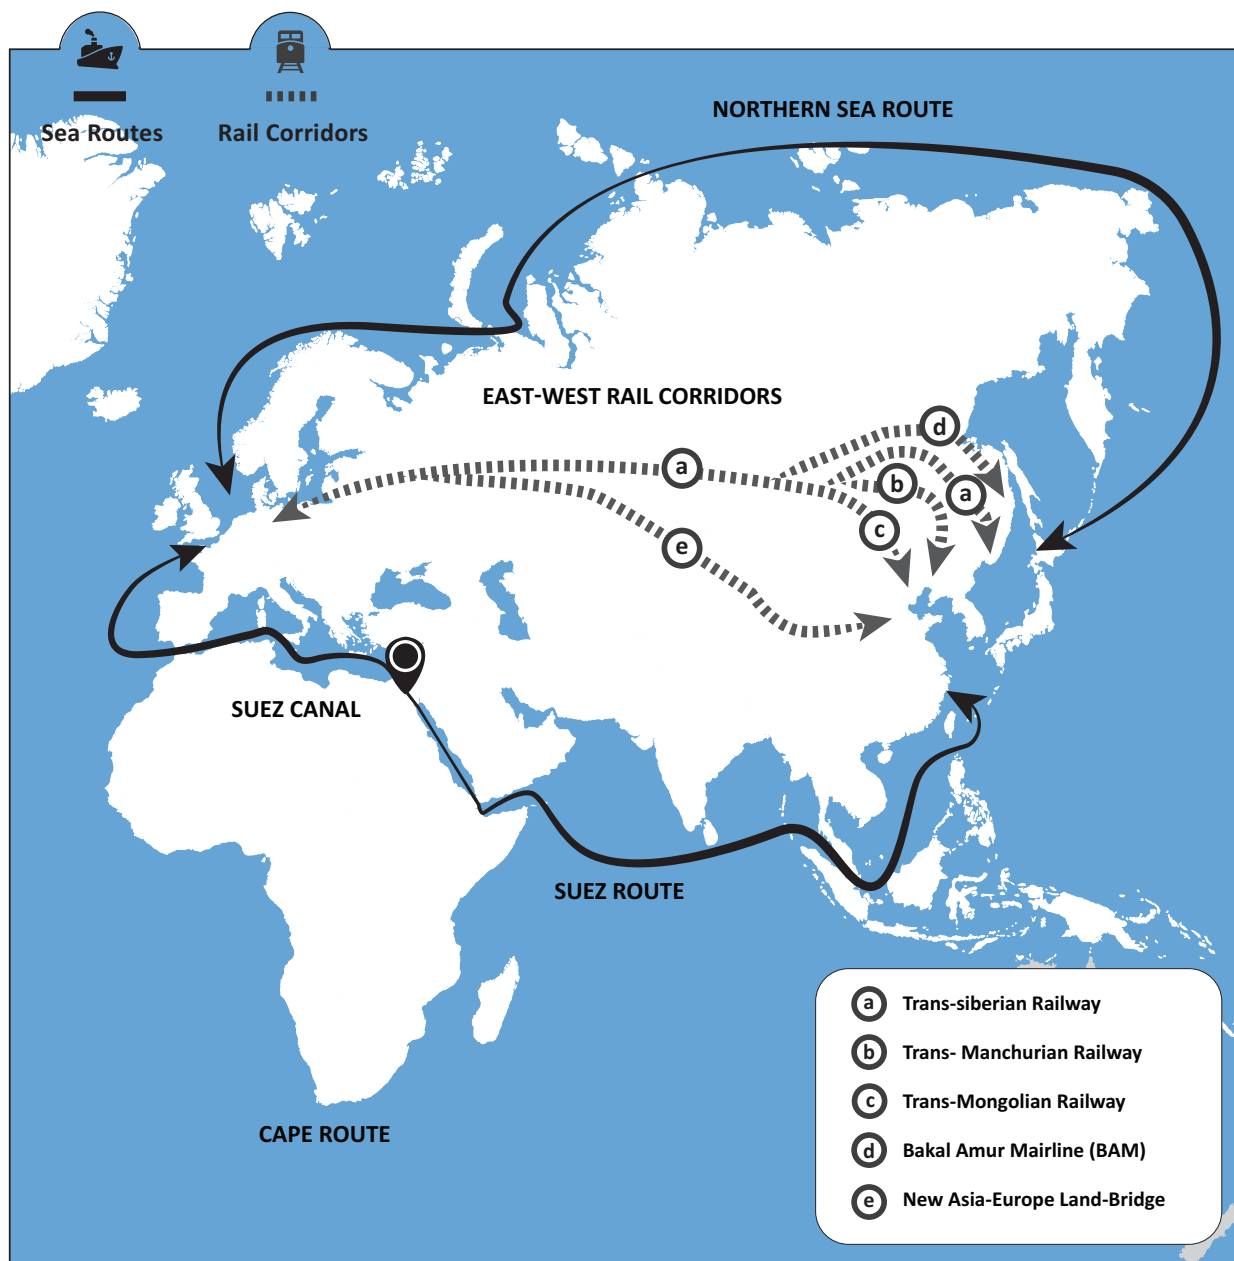 Sea Routes
Rail Corridors
NORTHERN SEA ROUTE
EAST-WEST RAIL CORRIDORS
d
a
b
a
c
e
SUEZ CANAL
SUEZ ROUTE
CAPE ROUTE
a Trans-siberian Railway
b Trans- Manchurian Railway
c Trans-Mongolian Railway
d Bakal Amur Mairline (BAM)
e New Asia-Europe Land-Bridge